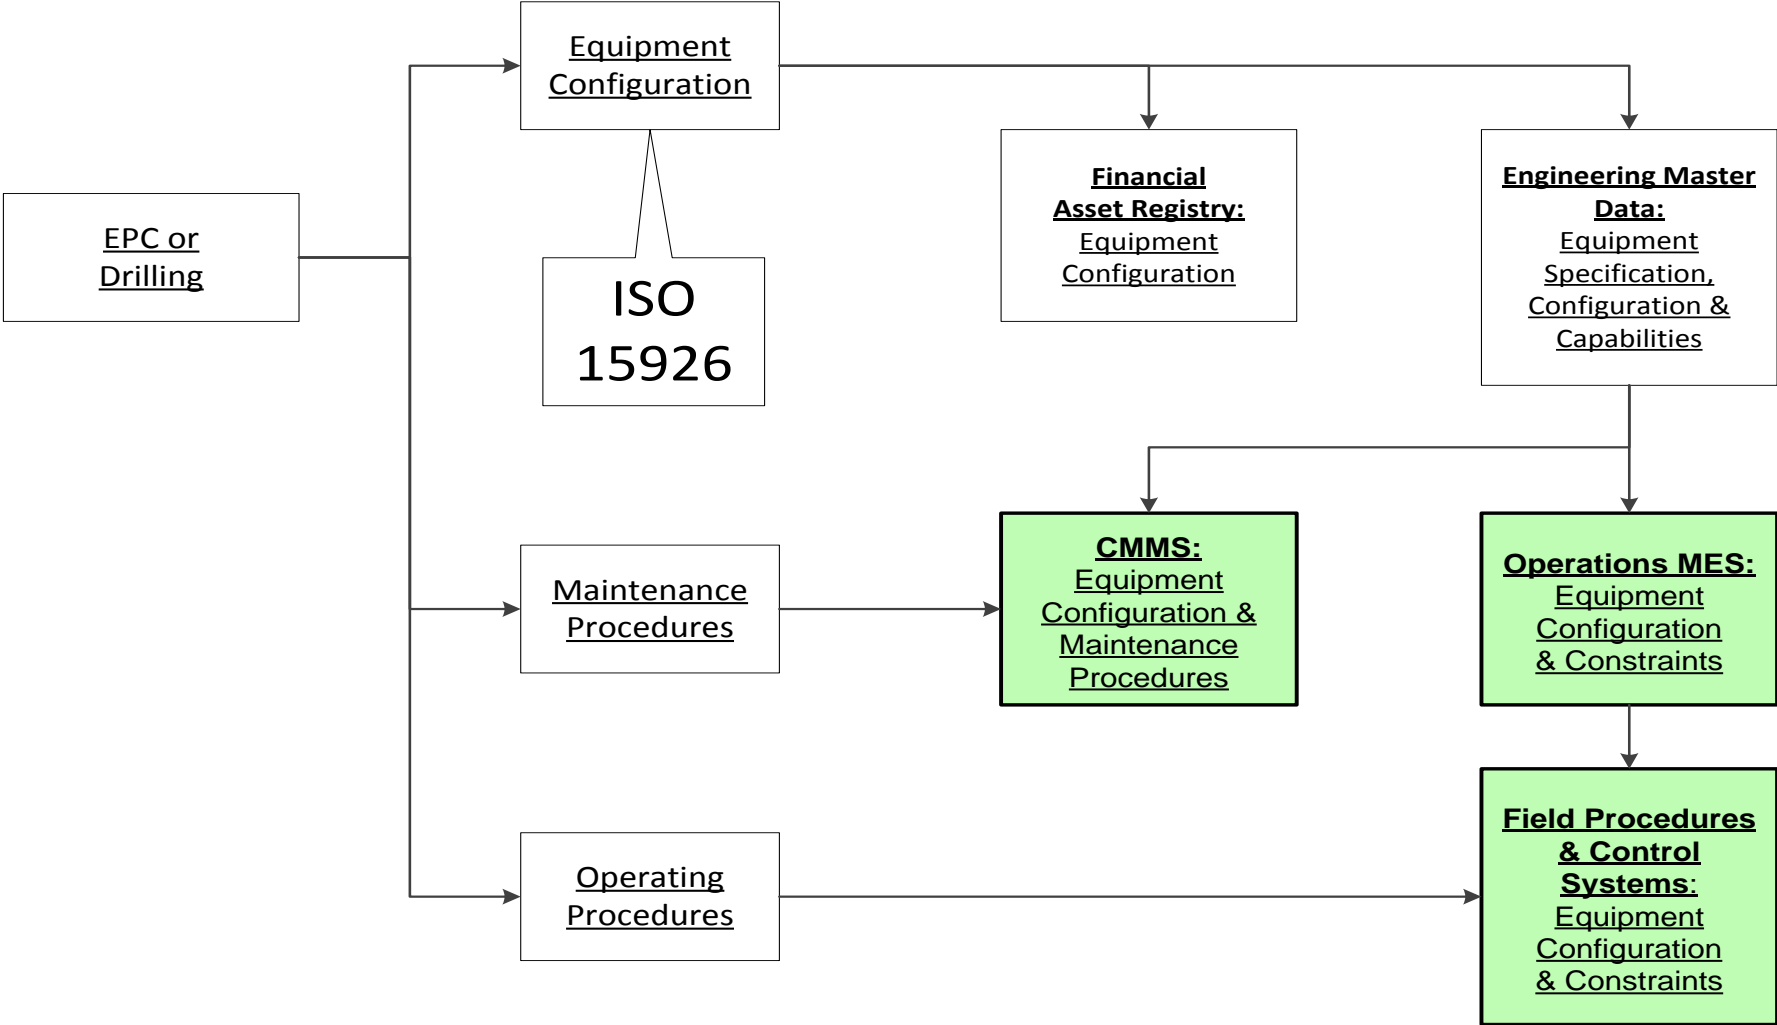 Equipment
Configuration
EPC or
Drilling
ISO
15926
Financial
Asset Registry:
Equipment
Configuration
Engineering Master
Data:
Equipment
Specification,
Configuration &
Capabilities
Maintenance
Procedures
CMMS:
Equipment
Configuration &
Maintenance
Procedures
Operations MES:
Equipment
Configuration
& Constraints
Operating
Procedures
Field Procedures
& Control
Systems:
Equipment
Configuration
& Constraints